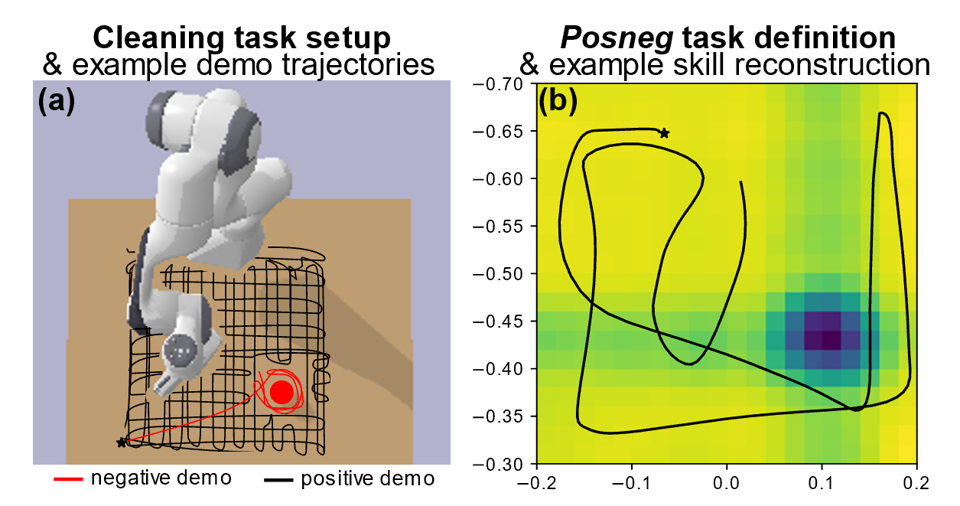 Cleaning task setup
& example demo trajectories
(a)
negative demo
positive demo
Posneg task definition
& example skill reconstruction
(b)
−0.70
−0.65
−0.60
−0.55
−0.50
−0.45
−0.40
−0.35
−0.30
−0.2
−0.1
0.0
0.1
0.2